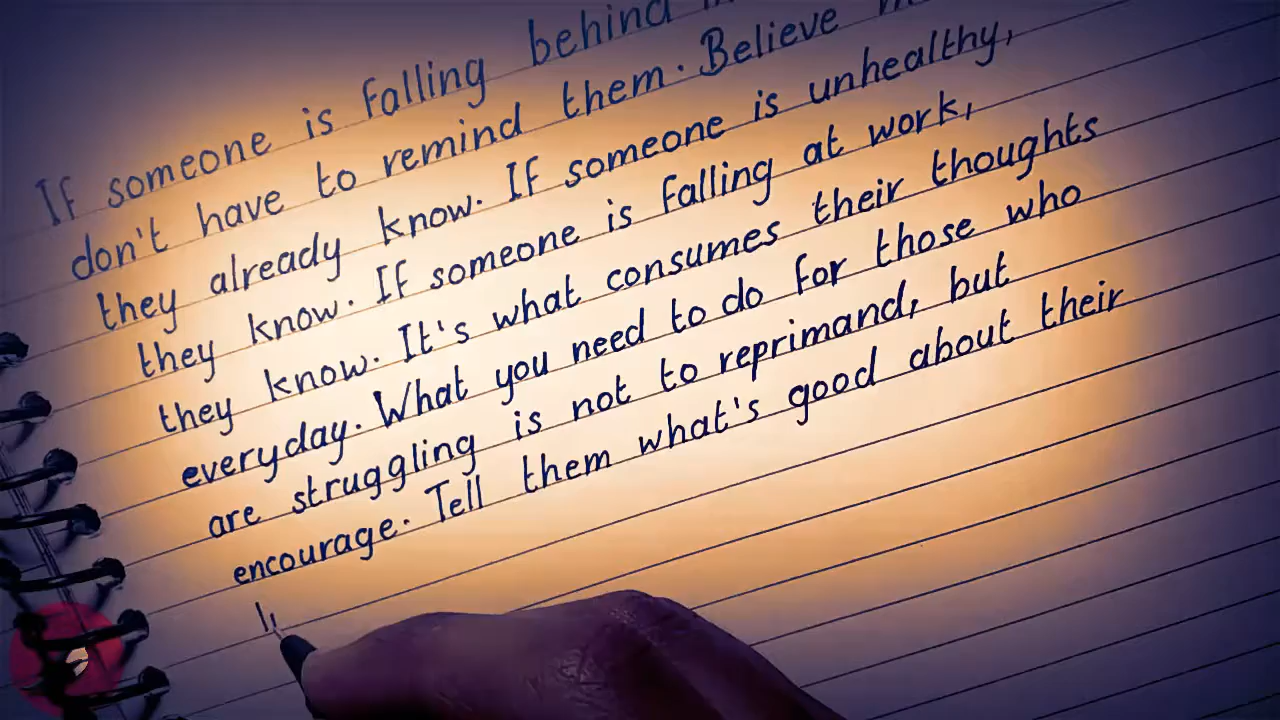 If someone is falling behind
don't have to remind them. Believe
they already know. If someone is unhealthy,
they know. If someone is falling at work,
they know. It's what consumes their thoughts
everyday. What you need to do for those who
are struggling is not to reprimand, but
encourage. Tell them what's good about their